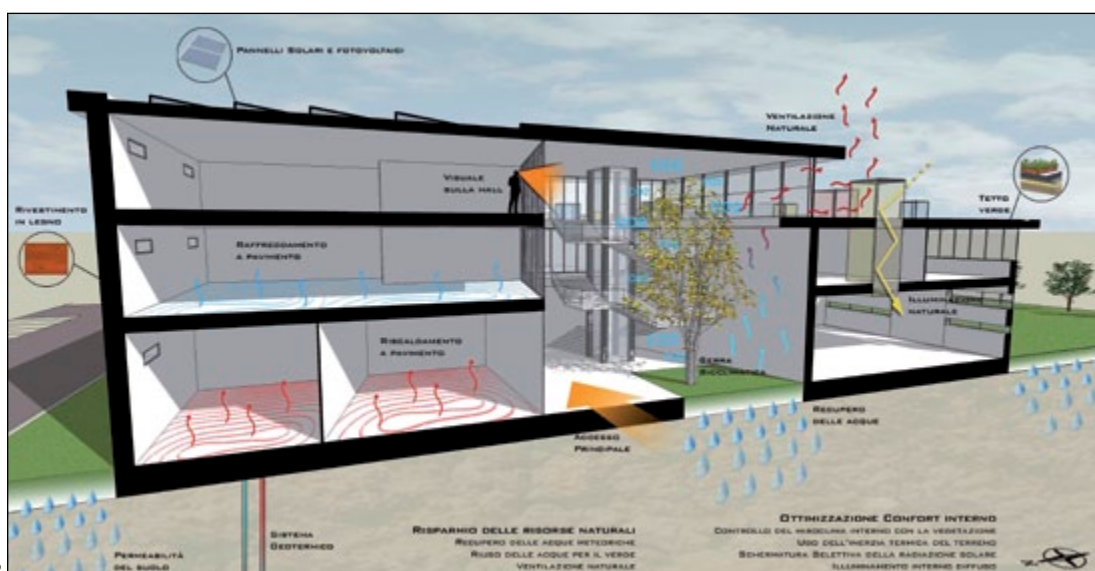 Pannelli Solari e fotovoltaici
Ventilazione
Naturale
Visuale
sulla hall
Tetto
verde
Rivestimento
in legno
Raffreddamento
a pavimento
Illuminazione
naturale
Riscaldamento
a pavimento
Serra
Bioclimatica
Recupero
delle acque
Accesso
Principale
Sistema
Geotermico
Permeabilità
del suolo
Risparmio delle risorse naturali
Recupero delle acque meteoriche
Riuso delle acque per il verde
Ventilazione naturale
Ottimizzazione Confort interno
Controllo del miroclima interno con la vegetazione
Uso dell'inerzia termica del terreno
Schermatura Selettiva della radiazione solare
Illuminamento interno diffuso